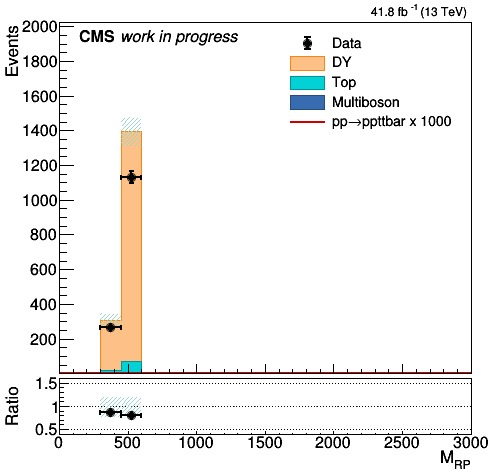 41.8 fb⁻¹ (13 TeV)
CMS work in progress
Events
2000
1800
1600
1400
1200
1000
800
600
400
200
Data
DY
Top
Multiboson
pp→ppttbar x 1000
Ratio
1.5
1
0.5
0 500 1000 1500 2000 2500 3000
M_RP